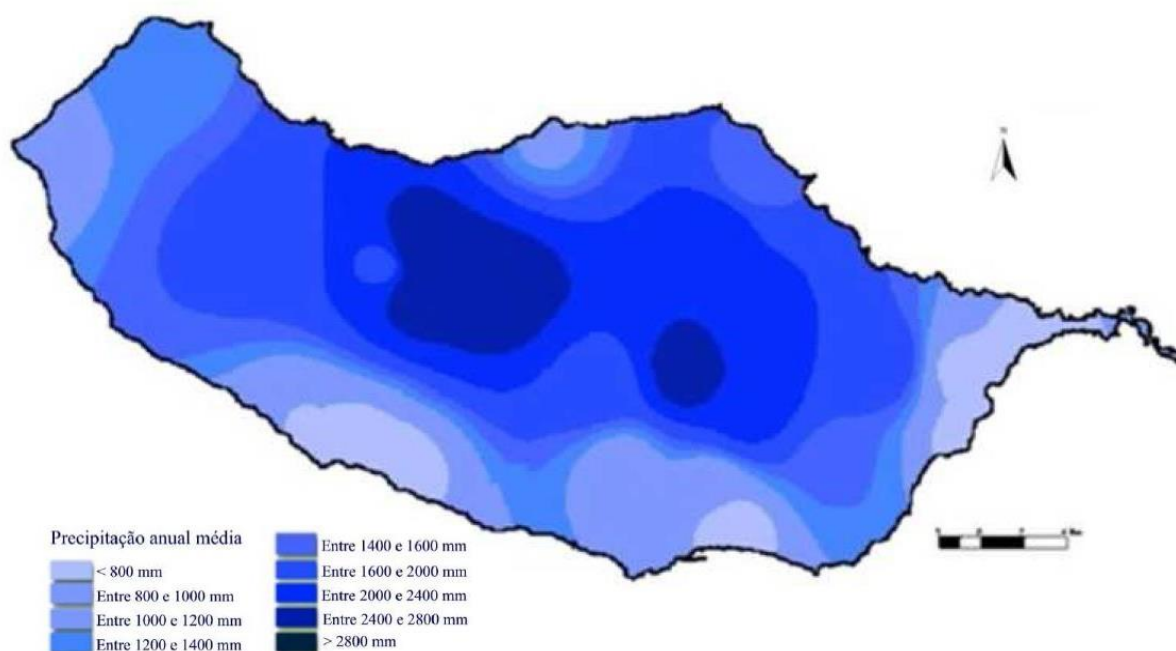 N
Precipitação anual média
< 800 mm
Entre 800 e 1000 mm
Entre 1000 e 1200 mm
Entre 1200 e 1400 mm
Entre 1400 e 1600 mm
Entre 1600 e 2000 mm
Entre 2000 e 2400 mm
Entre 2400 e 2800 mm
> 2800 mm